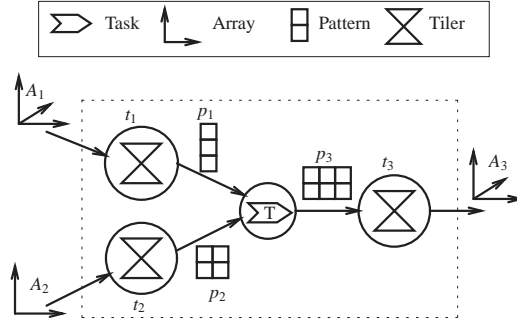 Task Array Pattern Tiler
A1 t1 p1
p3 t3 A3
T
A2 t2 p2